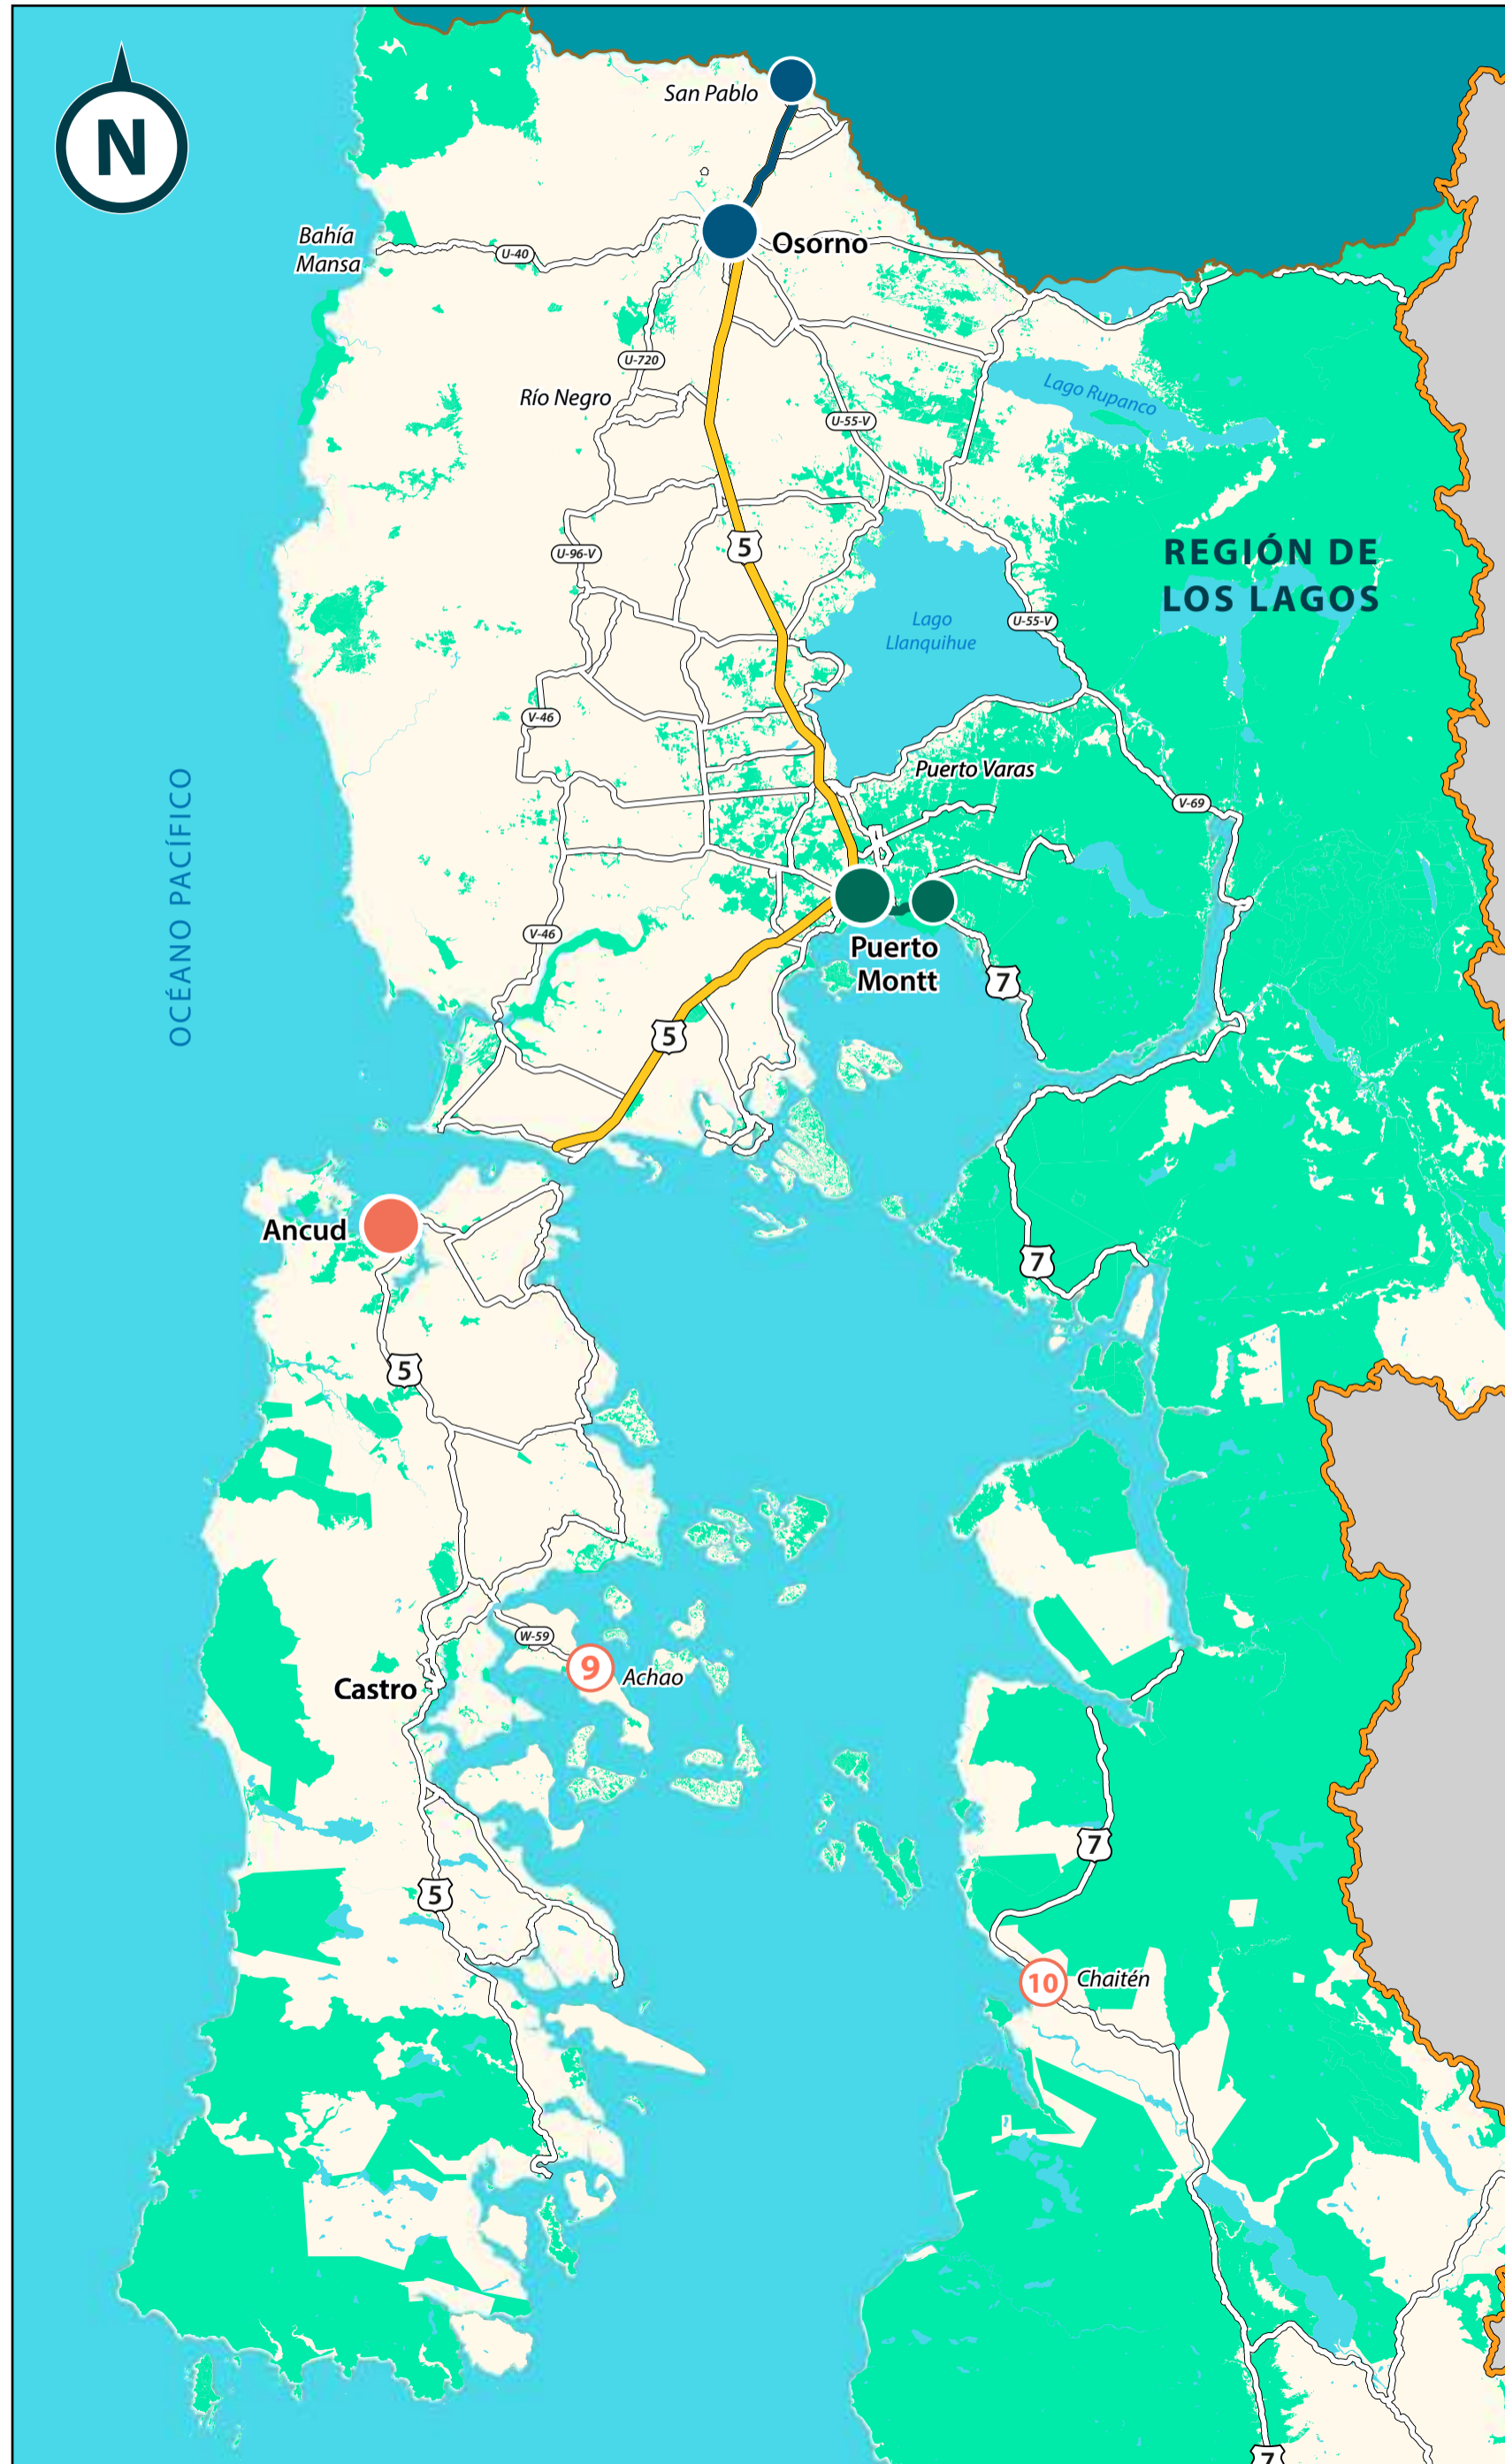 N
San Pablo
Bahía
Mansa
U-40
Osorno
U-720
Río Negro
Lago Rupanco
U-55-V
5
U-96-V
REGIÓN DE
LOS LAGOS
Lago
Llanquihue
U-55-V
V-46
Puerto Varas
V-69
OCÉANO PACÍFICO
V-46
Puerto
Montt
7
5
Ancud
7
5
W-59
9
Achao
Castro
7
5
10
Chaitén
7